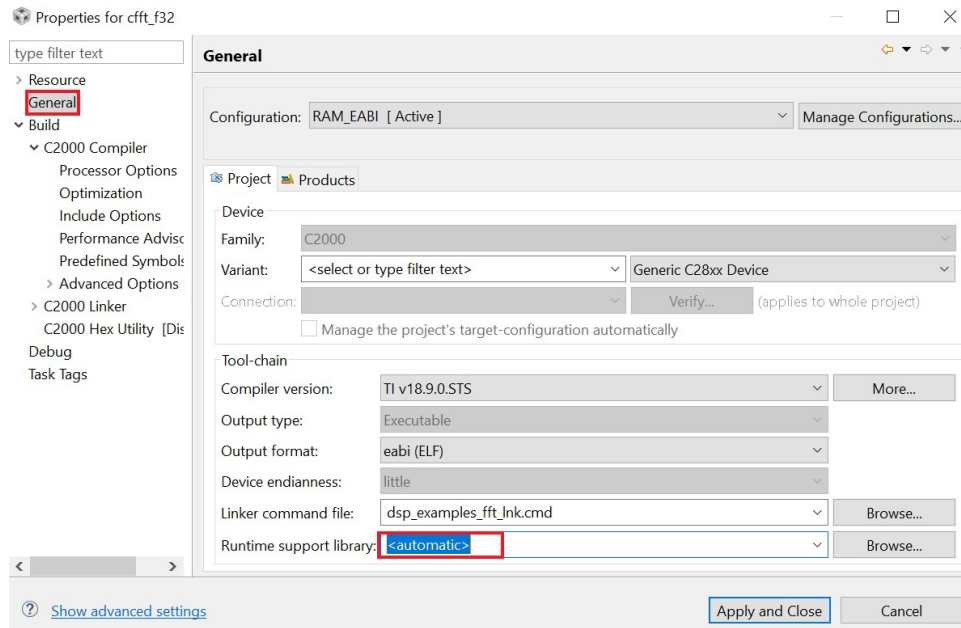 Properties for cfft_f32
type filter text
General
Resource
General
Build
C2000 Compiler
Processor Options
Optimization
Include Options
Performance Advisc
Predefined Symbols
Advanced Options
C2000 Linker
C2000 Hex Utility [Dis
Debug
Task Tags
Configuration: RAM_EABI [ Active ] Manage Configurations...
Project Products
Device
Family: C2000
Variant: <select or type filter text> Generic C28xx Device
Connection: Verify... (applies to whole project)
Manage the project's target-configuration automatically
Tool-chain
Compiler version: TI v18.9.0.STS More...
Output type: Executable
Output format: eabi (ELF)
Device endianness: little
Linker command file: dsp_examples_fft_lnk.cmd Browse...
Runtime support library: <automatic> Browse...
Show advanced settings Apply and Close Cancel